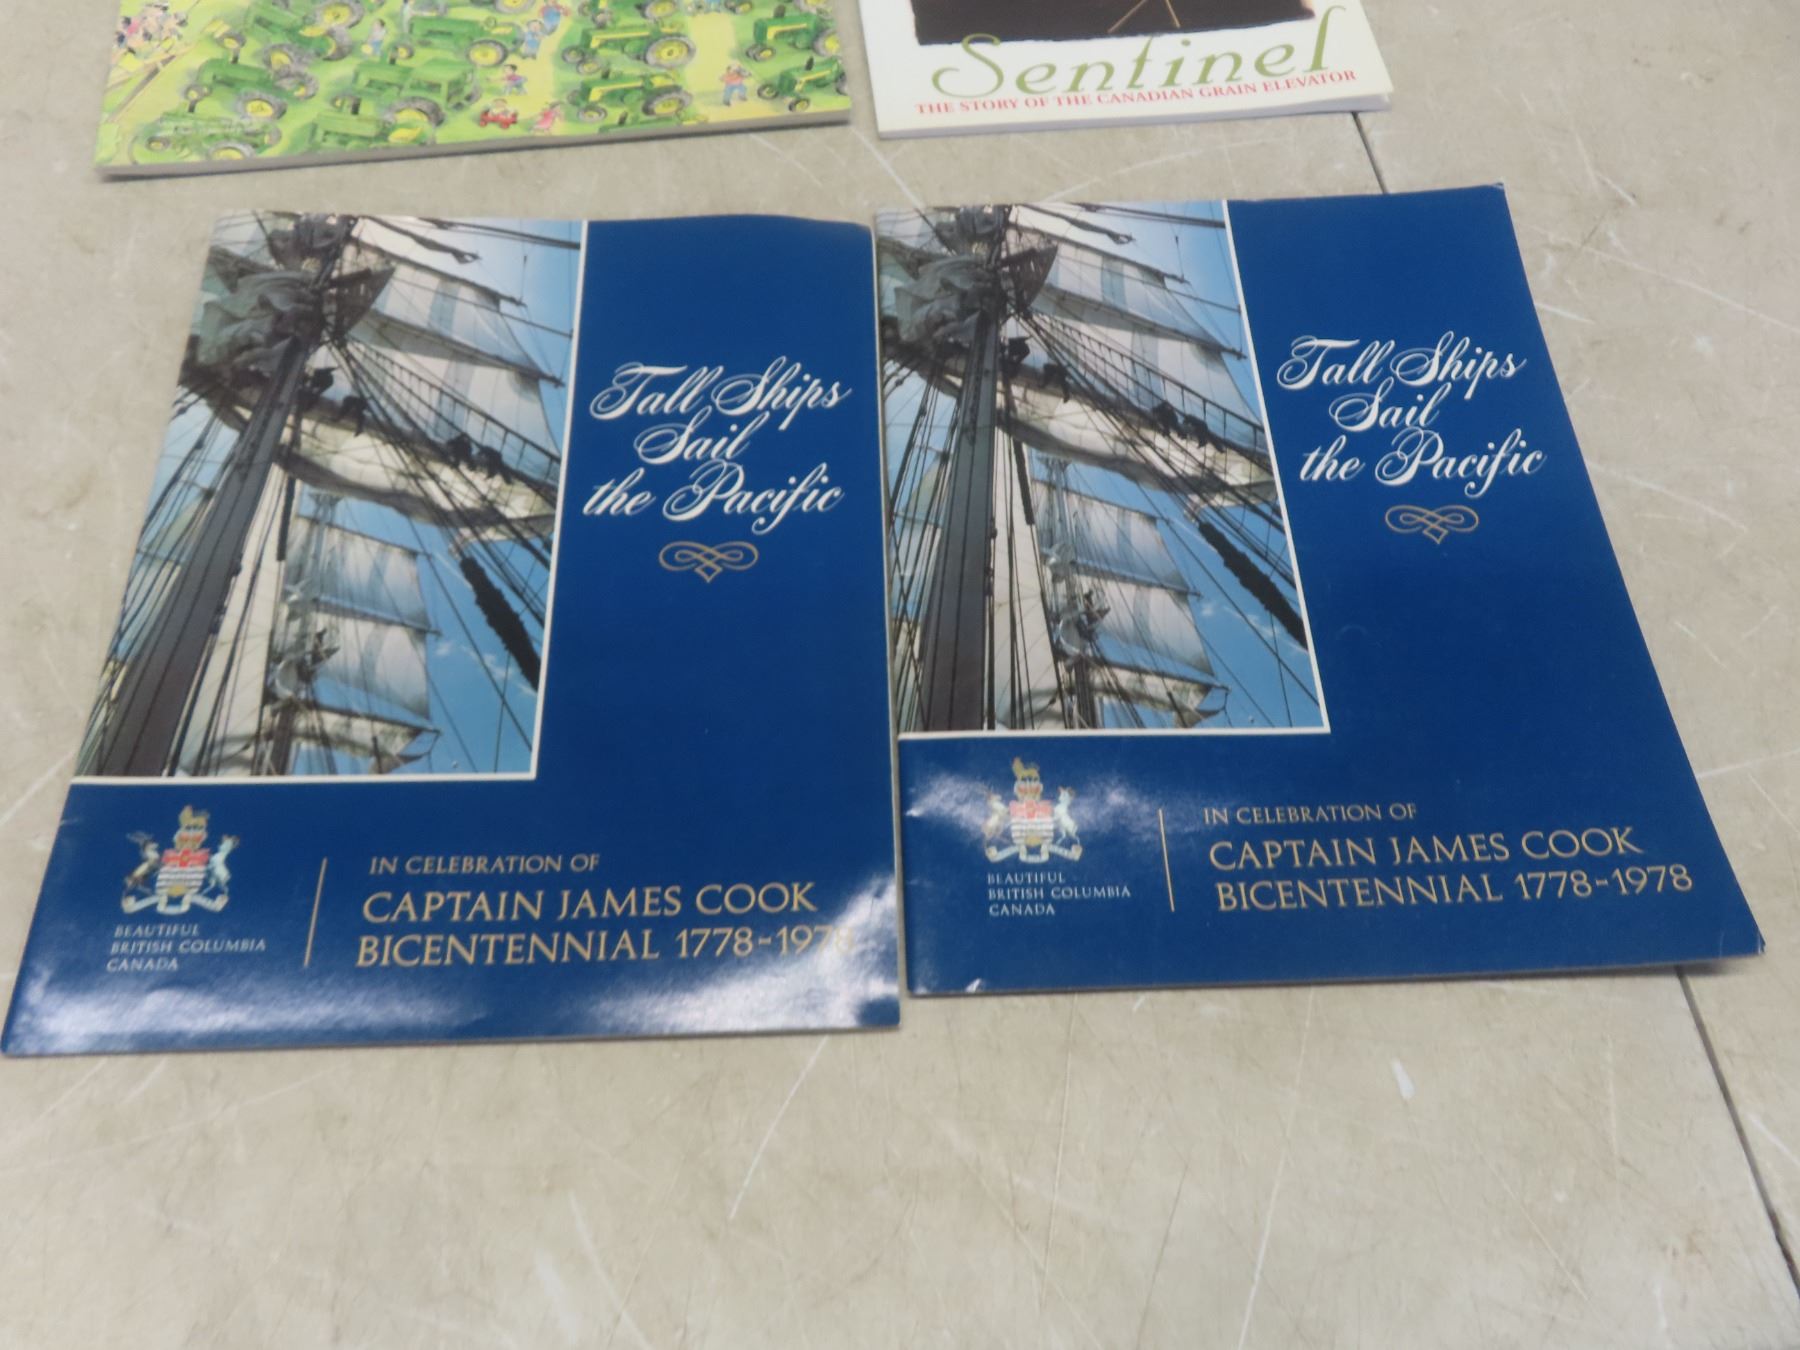 Sentinel
THE STORY OF THE CANADIAN GRAIN ELEVATOR
Tall Ships
Sail
the Pacific
BEAUTIFUL
BRITISH COLUMBIA
CANADA
IN CELEBRATION OF
CAPTAIN JAMES COOK
BICENTENNIAL 1778-1978
Tall Ships
Sail
the Pacific
BEAUTIFUL
BRITISH COLUMBIA
CANADA
IN CELEBRATION OF
CAPTAIN JAMES COOK
BICENTENNIAL 1778-1978